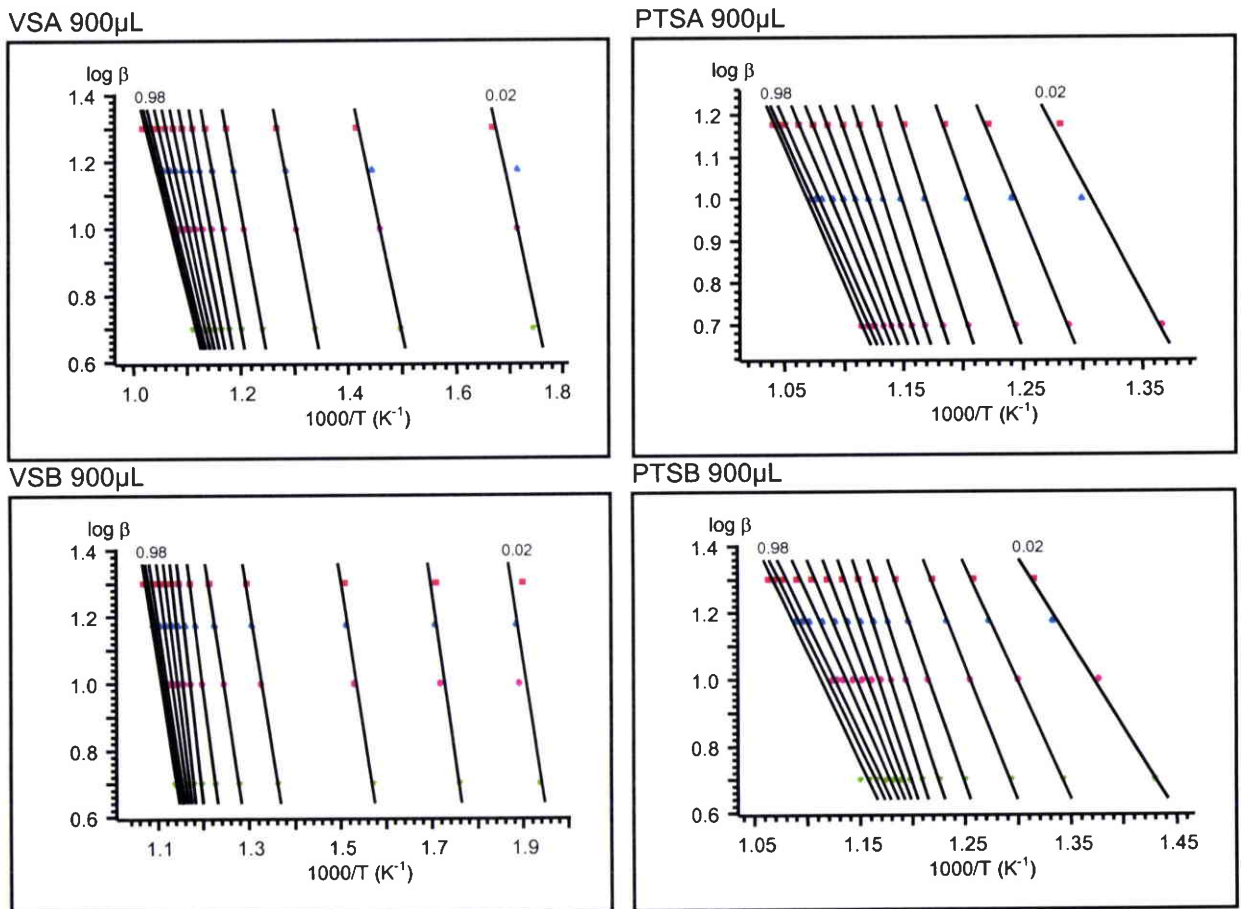 VSA 900µL
log β
0.98
0.02
1.4
1.2
1.0
0.8
0.6
1.0 1.2 1.4 1.6 1.8
1000/T (K⁻¹)
PTSA 900µL
log β
0.98
0.02
1.2
1.1
1.0
0.9
0.8
0.7
1.05 1.15 1.25 1.35
1000/T (K⁻¹)
VSB 900µL
log β
0.98
0.02
1.4
1.2
1.0
0.8
0.6
1.1 1.3 1.5 1.7 1.9
1000/T (K⁻¹)
PTSB 900µL
log β
0.98
0.02
1.4
1.2
1.0
0.8
0.6
1.05 1.15 1.25 1.35 1.45
1000/T (K⁻¹)